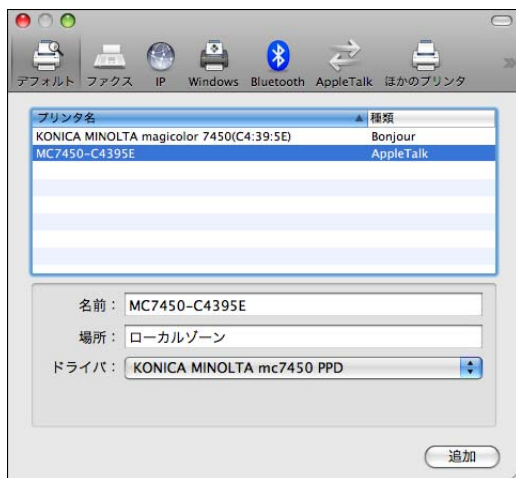 デフォルト ファクス IP Windows Bluetooth AppleTalk ほかのプリンタ
プリンタ名 種類
KONICA MINOLTA magicolor 7450(C4:39:5E) Bonjour
MC7450-C4395E AppleTalk
名前： MC7450-C4395E
場所： ローカルゾーン
ドライバ： KONICA MINOLTA mc7450 PPD
追加